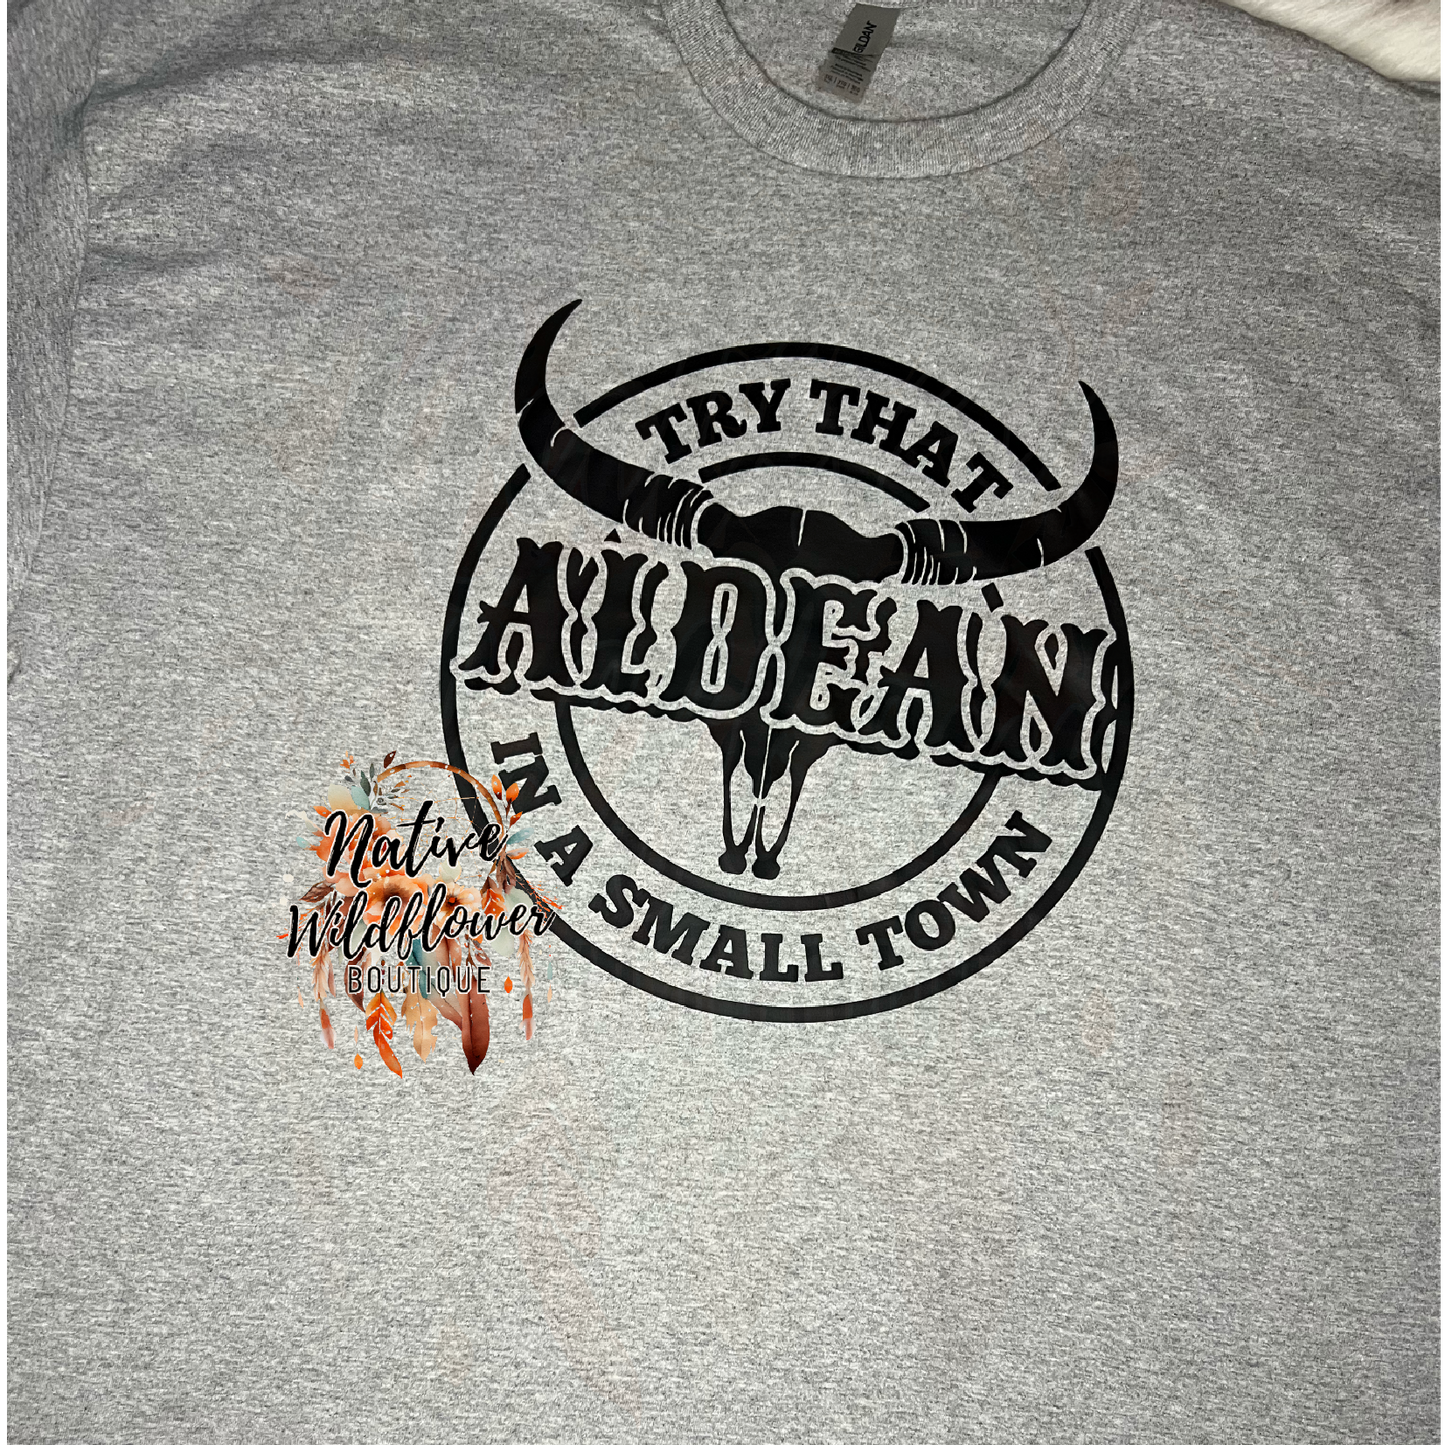 GILDAN
TRY THAT
ALDEAN
IN A SMALL TOWN
Native
Wildflower
BOUTIQUE